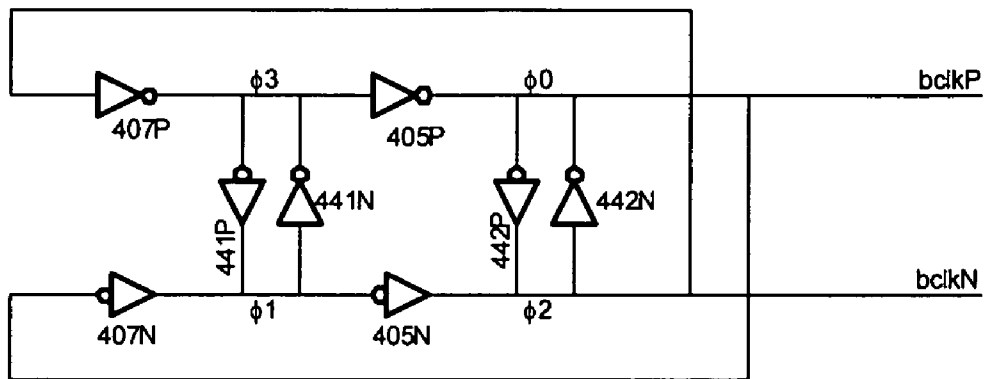 ϕ3 ϕ0 bclkP
407P 405P
441P 441N 442P 442N
ϕ1 ϕ2 bclkN
407N 405N